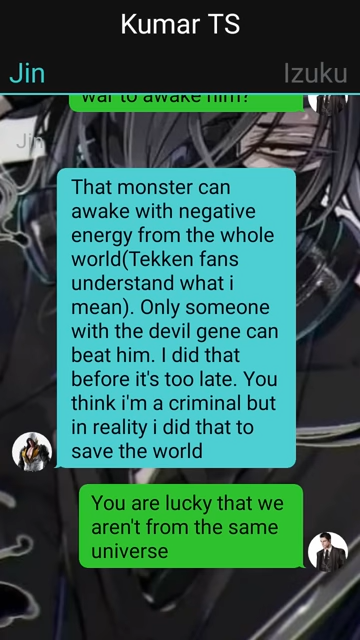 Kumar TS
Jin
Izuku
war to awake him?
Jin
That monster can
awake with negative
energy from the whole
world(Tekken fans
understand what i
mean). Only someone
with the devil gene can
beat him. I did that
before it's too late. You
think i'm a criminal but
in reality i did that to
save the world
You are lucky that we
aren't from the same
universe